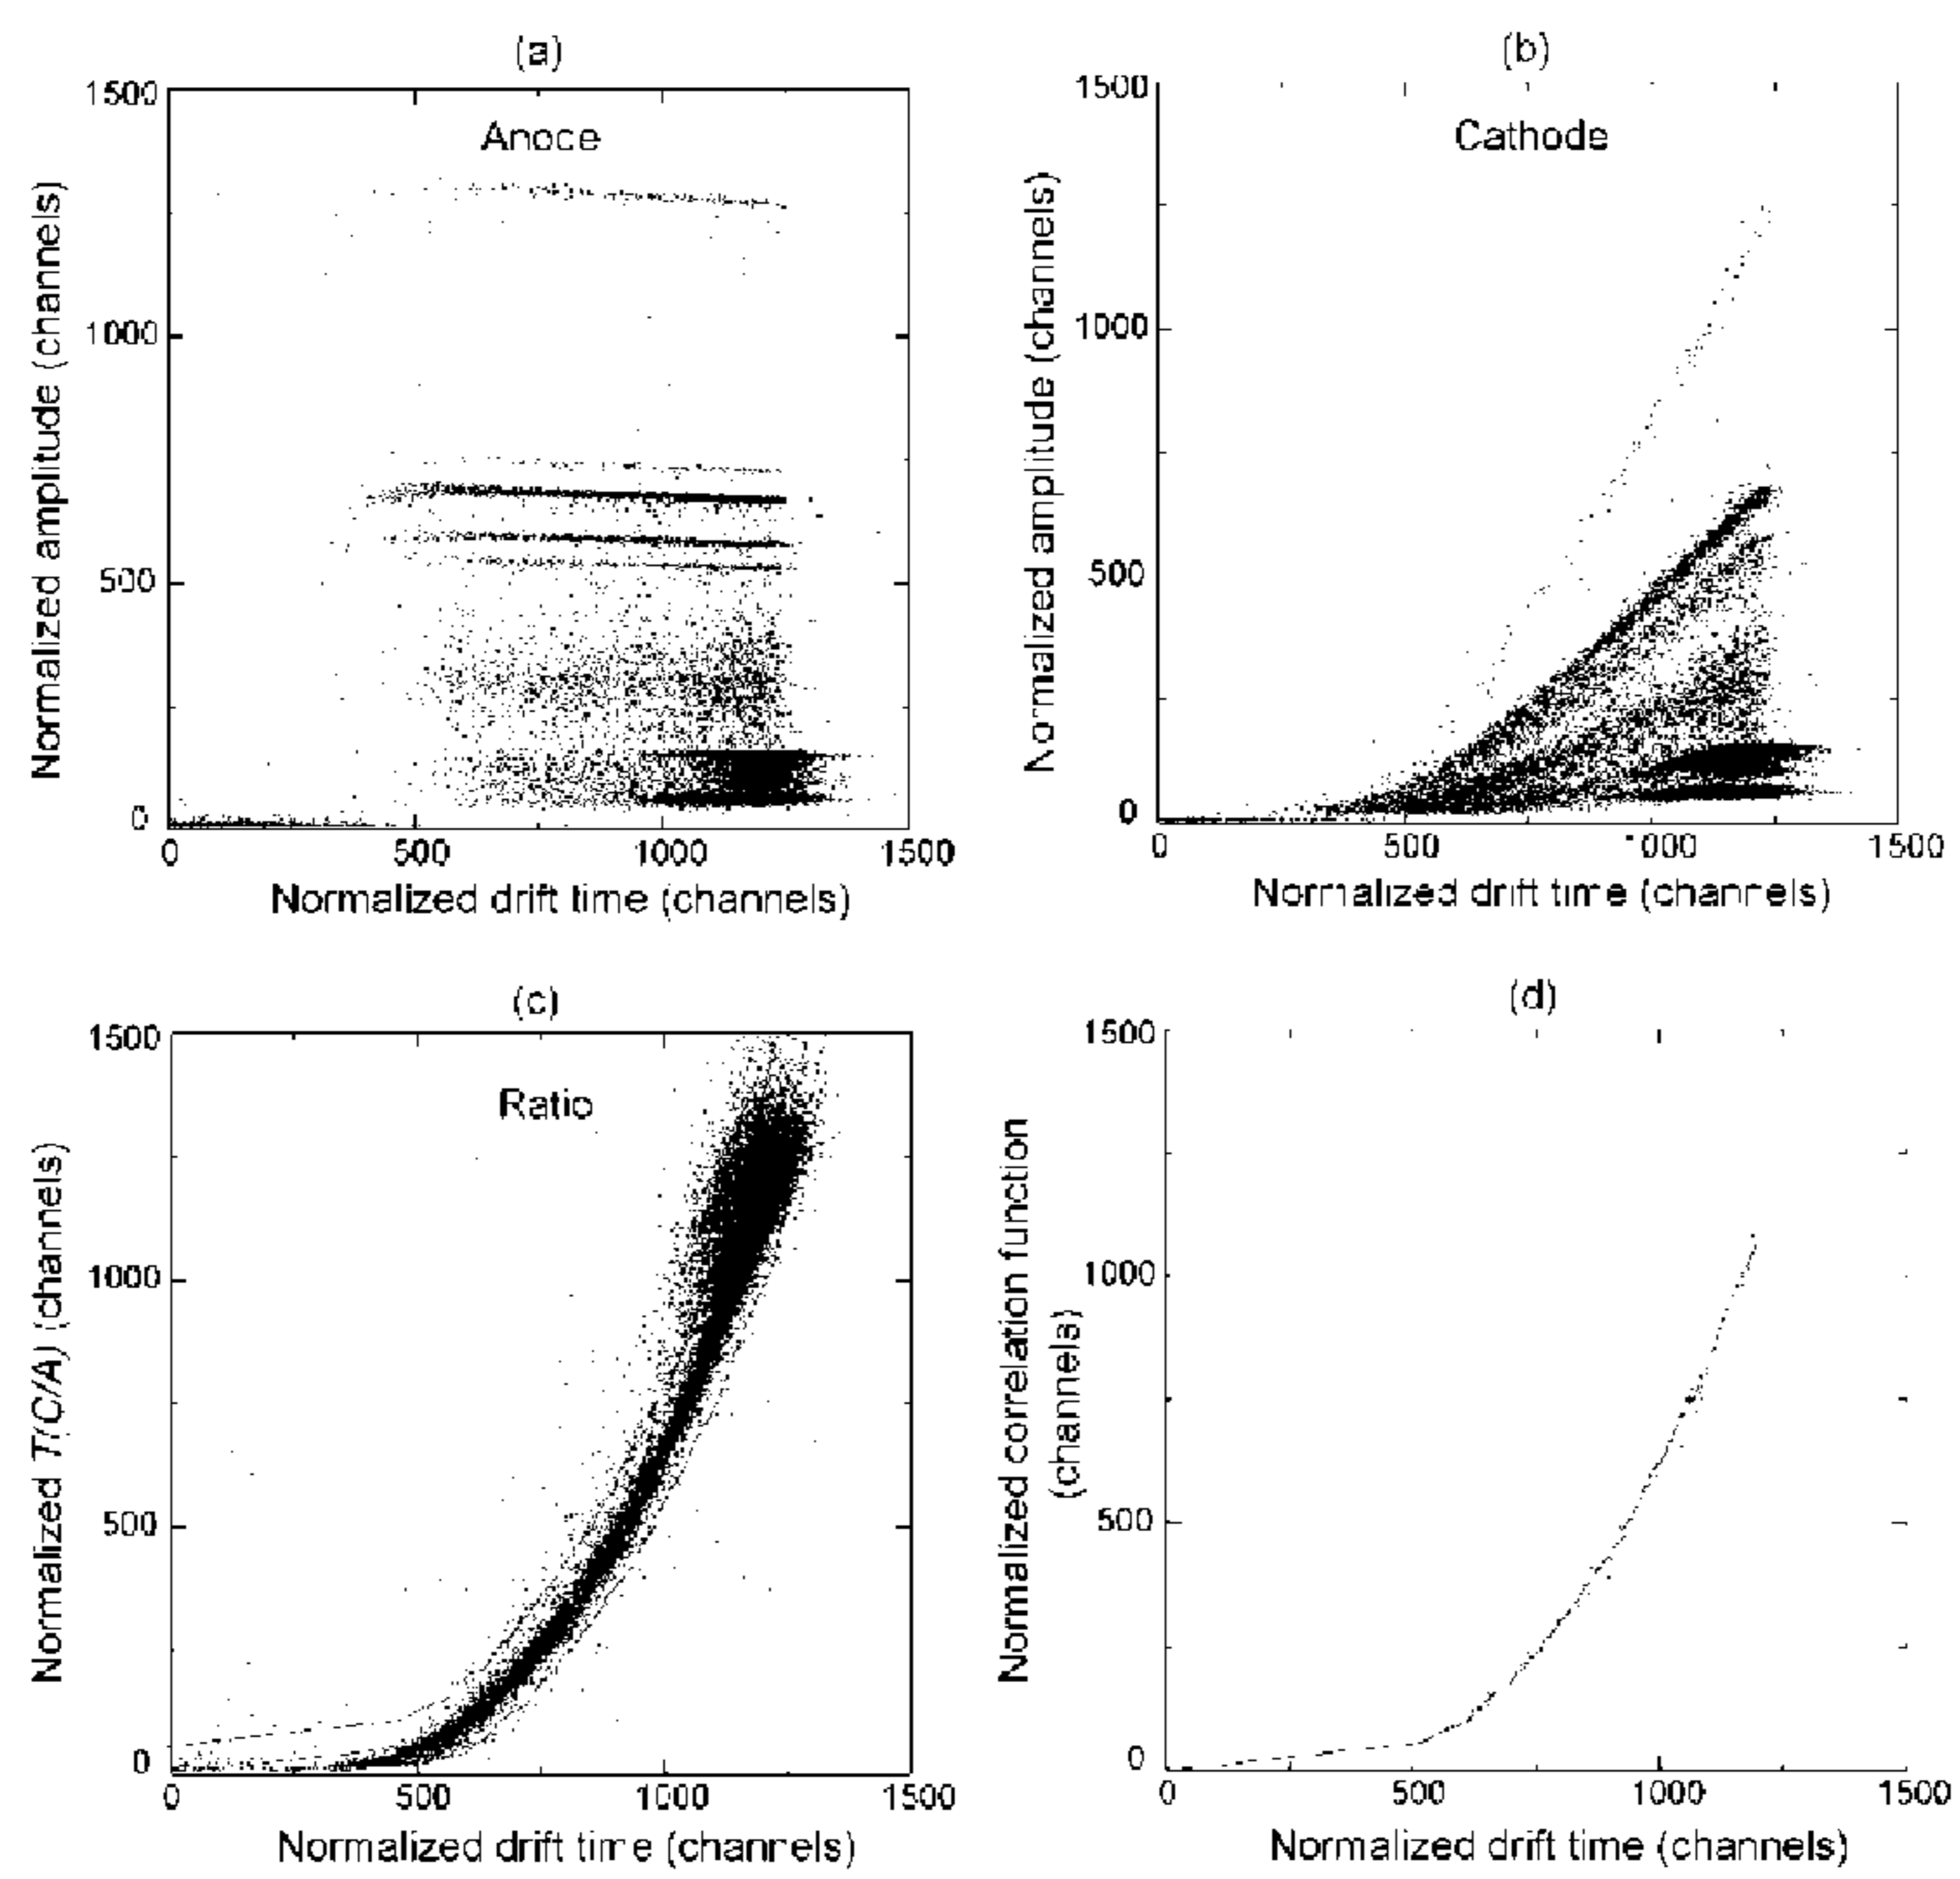 (a)
1500
Anoce
1000
500
0
0 500 1000 1500
Normalized amplitude (channels)
Normalized drift time (channels)
(b)
1500
Cathode
1000
500
0
0 500 1000 1500
Normalized amplitude (channels)
Normalized drift time (channels)
(c)
1500
Ratio
1000
500
0
0 500 1000 1500
Normalized T(C/A) (channels)
Normalized drift time (channels)
(d)
1500
1000
500
0
0 500 1000 1500
Normalized correlation function
(channels)
Normalized drift time (channels)